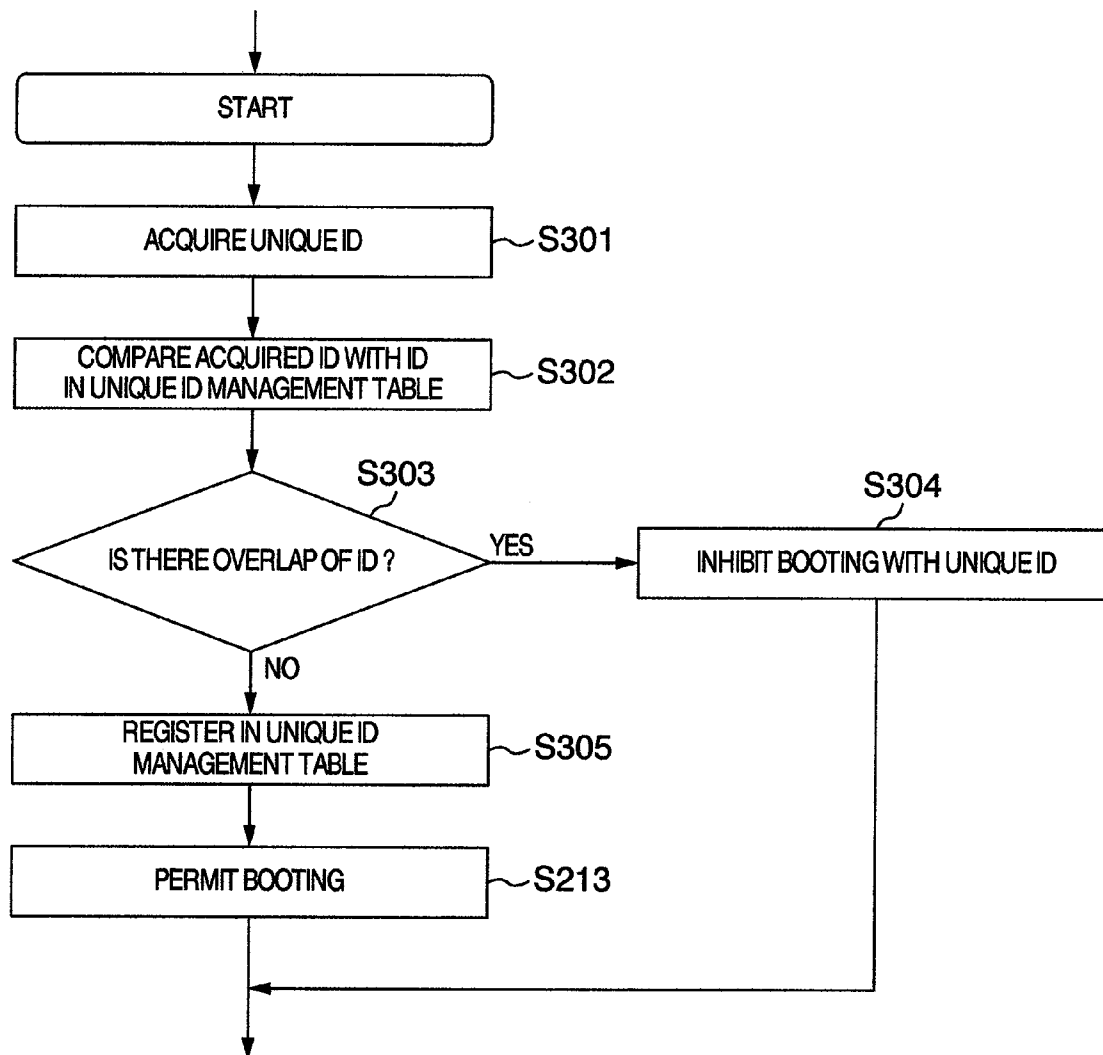 START
ACQUIRE UNIQUE ID
S301
COMPARE ACQUIRED ID WITH ID
IN UNIQUE ID MANAGEMENT TABLE
S302
S303
IS THERE OVERLAP OF ID ?
YES
S304
INHIBIT BOOTING WITH UNIQUE ID
NO
REGISTER IN UNIQUE ID
MANAGEMENT TABLE
S305
PERMIT BOOTING
S213